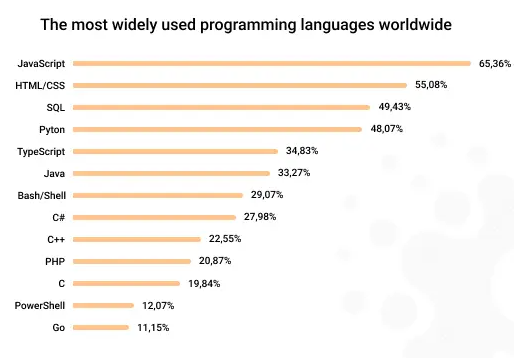 The most widely used programming languages worldwide
JavaScript 65,36%
HTML/CSS 55,08%
SQL 49,43%
Pyton 48,07%
TypeScript 34,83%
Java 33,27%
Bash/Shell 29,07%
C# 27,98%
C++ 22,55%
PHP 20,87%
C 19,84%
PowerShell 12,07%
Go 11,15%